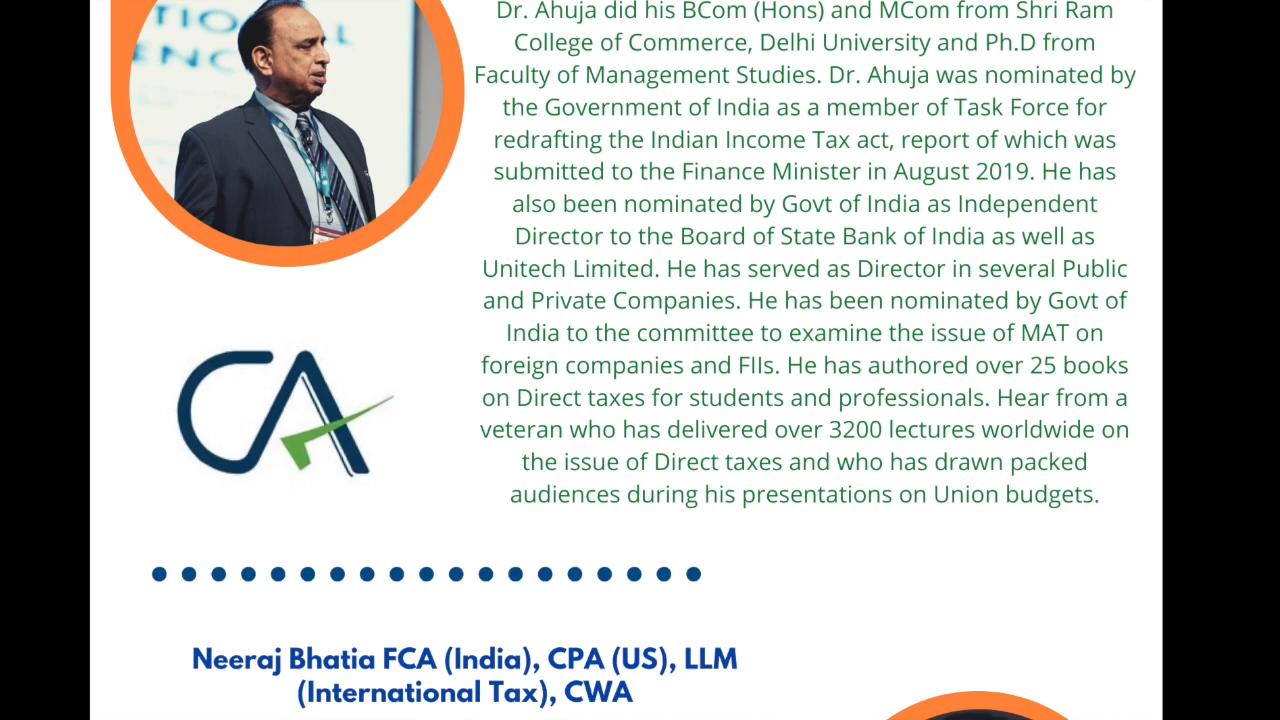 Dr. Ahuja did his BCom (Hons) and MCom from Shri Ram
College of Commerce, Delhi University and Ph.D from
Faculty of Management Studies. Dr. Ahuja was nominated by
the Government of India as a member of Task Force for
redrafting the Indian Income Tax act, report of which was
submitted to the Finance Minister in August 2019. He has
also been nominated by Govt of India as Independent
Director to the Board of State Bank of India as well as
Unitech Limited. He has served as Director in several Public
and Private Companies. He has been nominated by Govt of
India to the committee to examine the issue of MAT on
foreign companies and FIIs. He has authored over 25 books
on Direct taxes for students and professionals. Hear from a
veteran who has delivered over 3200 lectures worldwide on
the issue of Direct taxes and who has drawn packed
audiences during his presentations on Union budgets.
CA
Neeraj Bhatia FCA (India), CPA (US), LLM
(International Tax), CWA